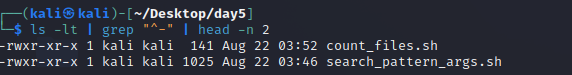 ┌──(kali㉿kali)-[~/Desktop/day5]
└─$ ls -lt | grep "^-" | head -n 2
-rwxr-xr-x 1 kali kali  141 Aug 22 03:52 count_files.sh
-rwxr-xr-x 1 kali kali 1025 Aug 22 03:46 search_pattern_args.sh